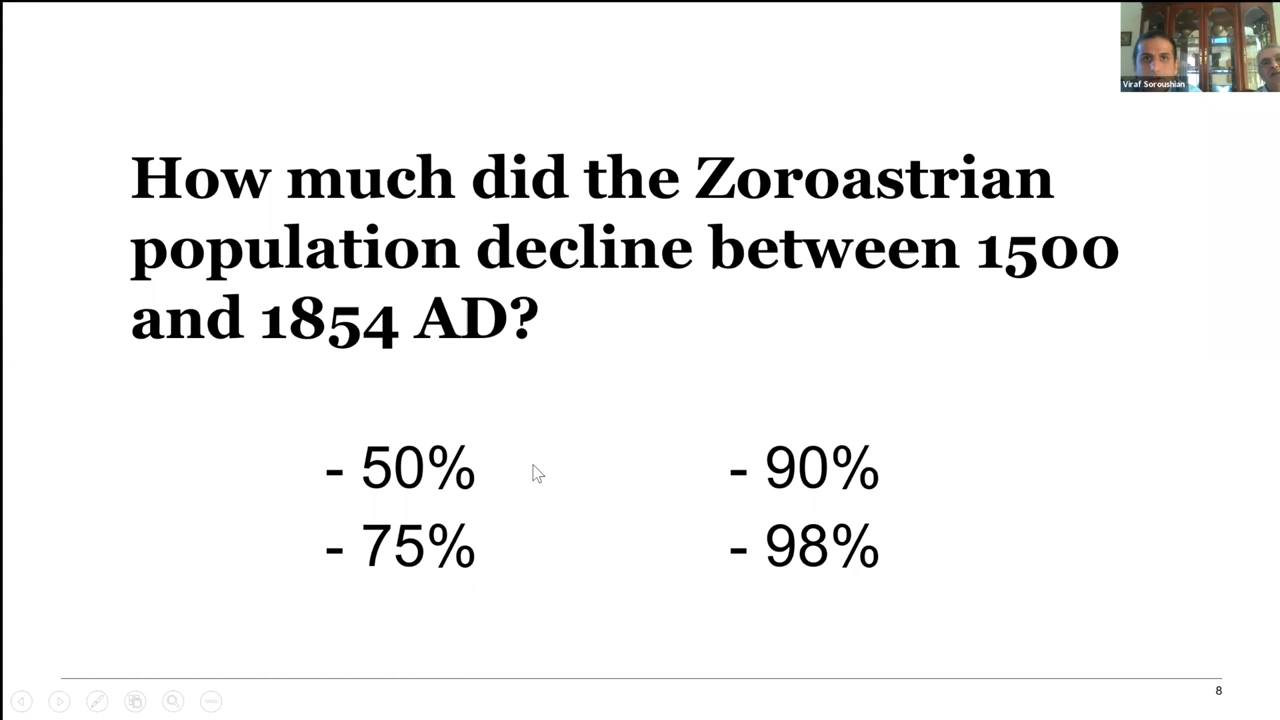 Viraf Soroushian
How much did the Zoroastrian
population decline between 1500
and 1854 AD?
- 50%
- 90%
- 75%
- 98%
8